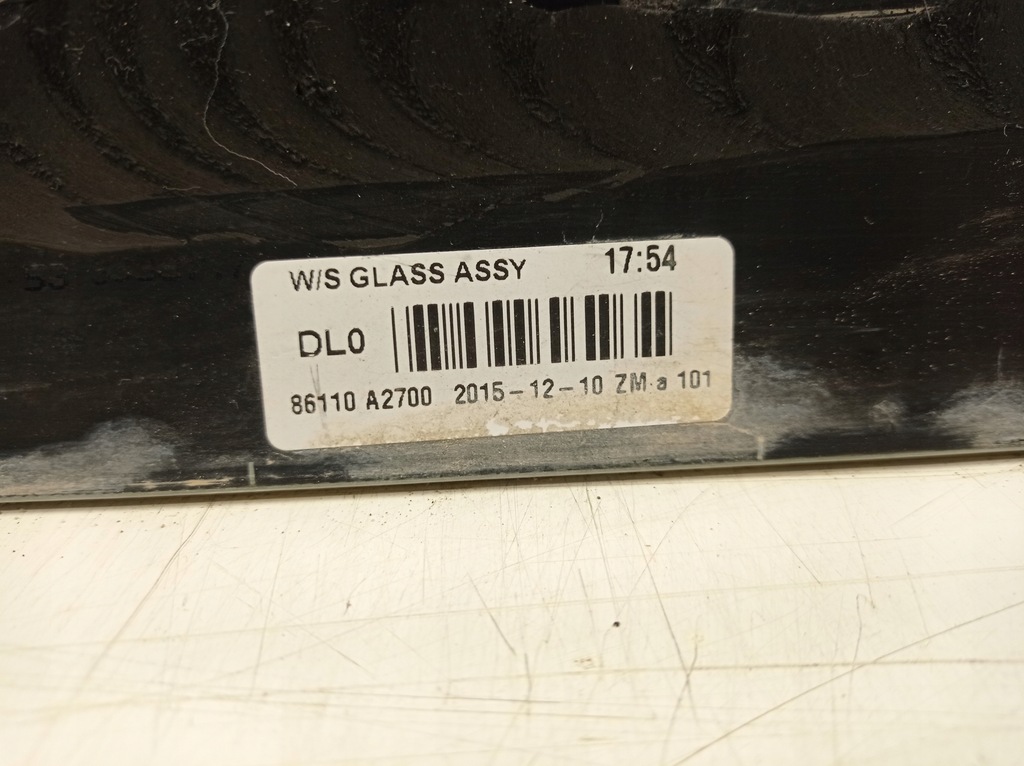 W/S GLASS ASSY 17:54
DL0
86110 A2700 2015-12-10 ZM a 101